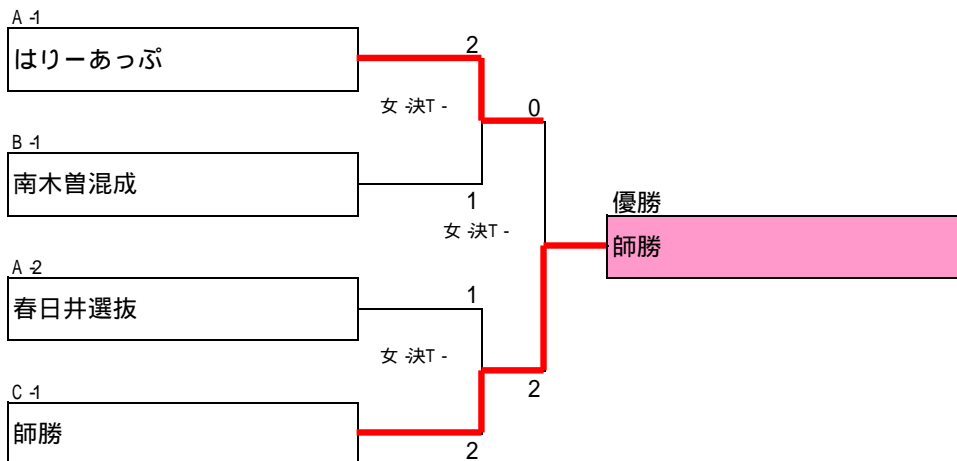 A -1
はりーあっぷ
2
女 -決T -
0
B -1
南木曽混成
1
女 -決T -
優勝
師勝
A -2
春日井選抜
1
女 -決T -
2
C -1
師勝
2